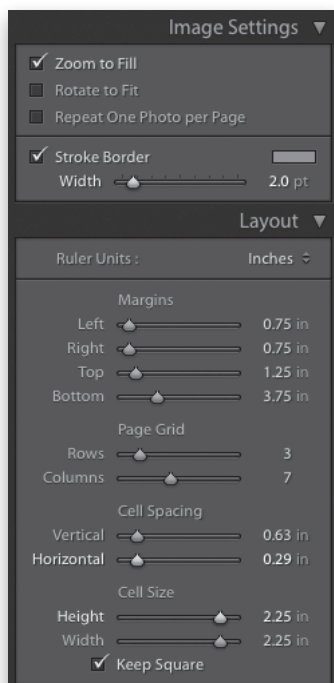 Image Settings
Zoom to Fill
Rotate to Fit
Repeat One Photo per Page
Stroke Border
Width 2.0 pt
Layout
Ruler Units : Inches
Margins
Left 0.75 in
Right 0.75 in
Top 1.25 in
Bottom 3.75 in
Page Grid
Rows 3
Columns 7
Cell Spacing
Vertical 0.63 in
Horizontal 0.29 in
Cell Size
Height 2.25 in
Width 2.25 in
Keep Square